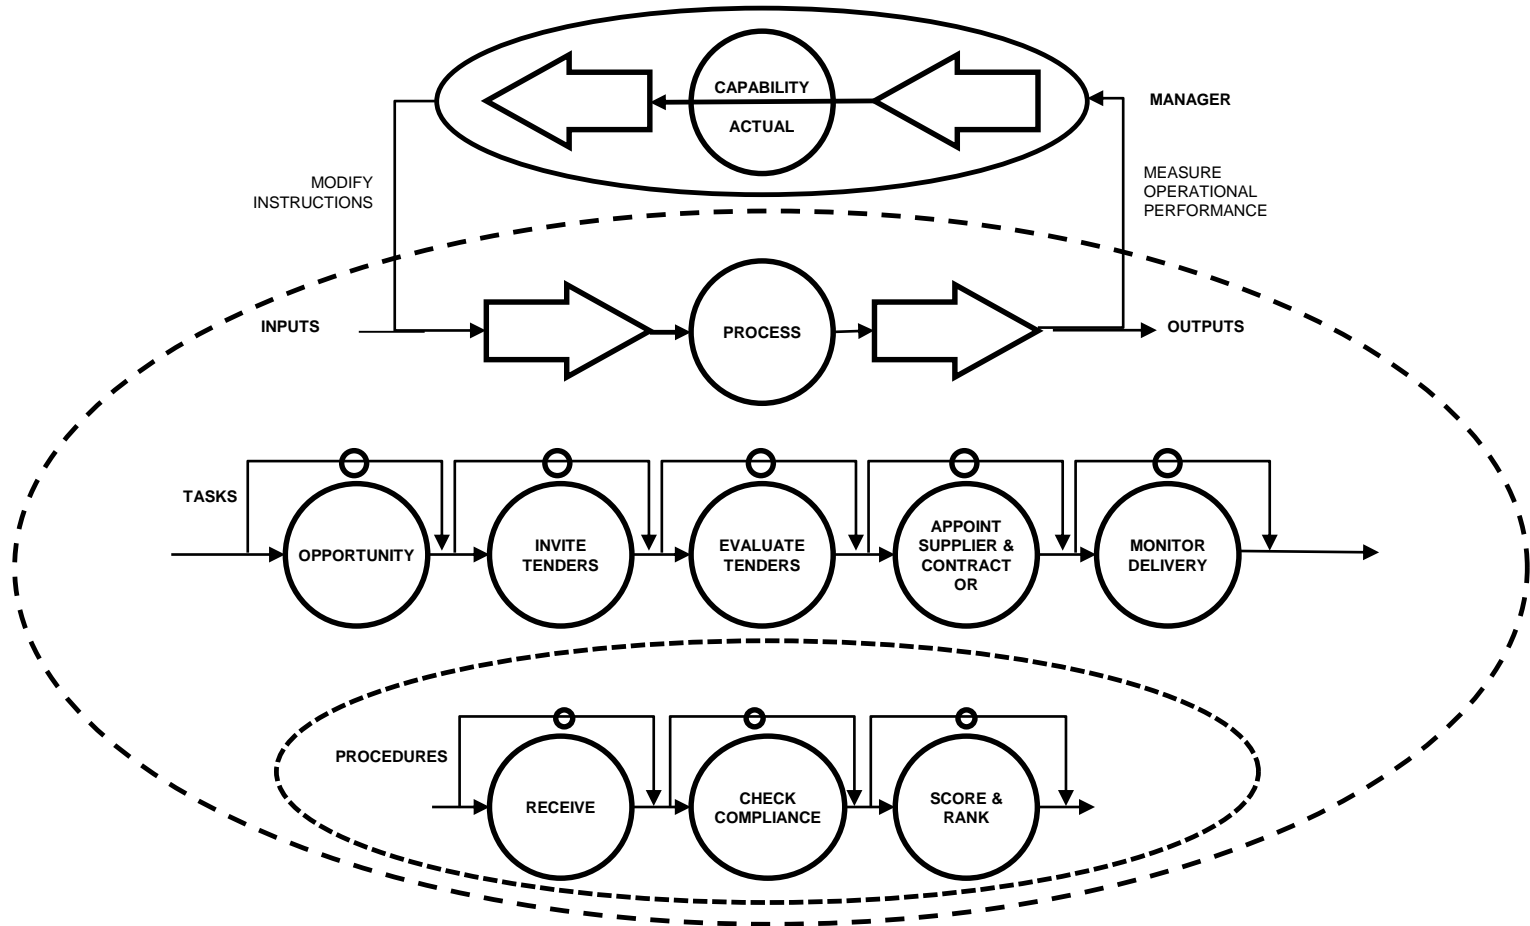 CAPABILITY
ACTUAL
MANAGER
MODIFY
INSTRUCTIONS
MEASURE
OPERATIONAL
PERFORMANCE
INPUTS
PROCESS
OUTPUTS
TASKS
OPPORTUNITY
INVITE
TENDERS
EVALUATE
TENDERS
APPOINT
SUPPLIER &
CONTRACT
OR
MONITOR
DELIVERY
PROCEDURES
RECEIVE
CHECK
COMPLIANCE
SCORE &
RANK